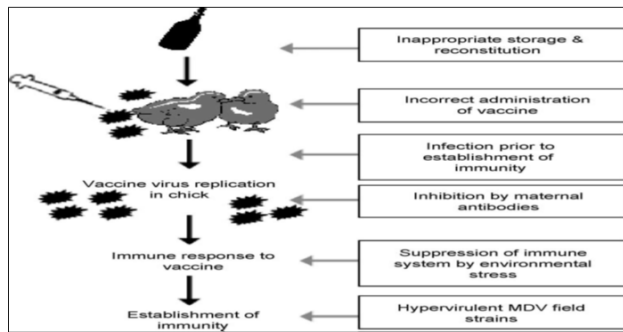 Inappropriate storage &
reconstitution
Incorrect administration
of vaccine
Infection prior to
establishment of
immunity
Vaccine virus replication
in chick
Inhibition by maternal
antibodies
Immune response to
vaccine
Suppression of immune
system by environmental
stress
Establishment of
immunity
Hypervirulent MDV field
strains